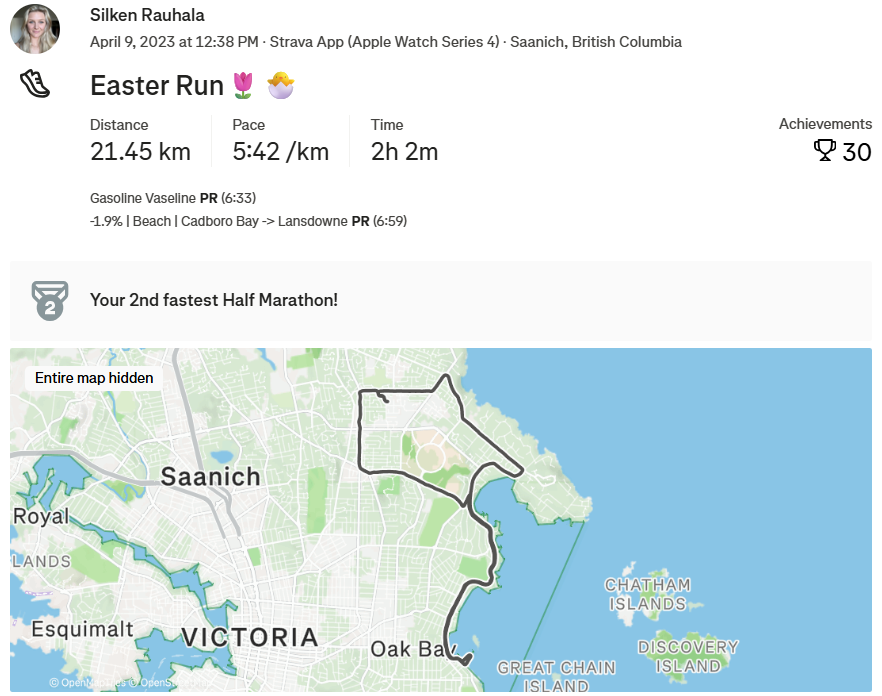 Silken Rauhala
April 9, 2023 at 12:38 PM · Strava App (Apple Watch Series 4) · Saanich, British Columbia
Easter Run 🌷 🐣
Distance
Pace
Time
Achievements
21.45 km
5:42 /km
2h 2m
30
Gasoline Vaseline PR (6:33)
-1.9% | Beach | Cadboro Bay -> Lansdowne PR (6:59)
2
Your 2nd fastest Half Marathon!
Entire map hidden
Saanich
Royal
LANDS
CHATHAM
ISLANDS
Esquimalt
VICTORIA
Oak Bay
DISCOVERY
ISLAND
GREAT CHAIN
ISLAND